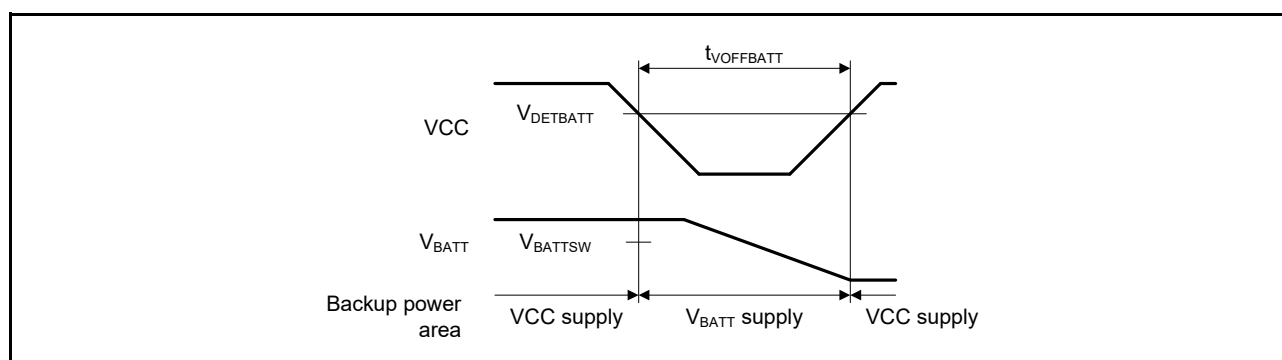 tVOFFBATT
VCC
VDETBATT
VBATT
VBATTSW
Backup power
area
VCC supply
VBATT supply
VCC supply